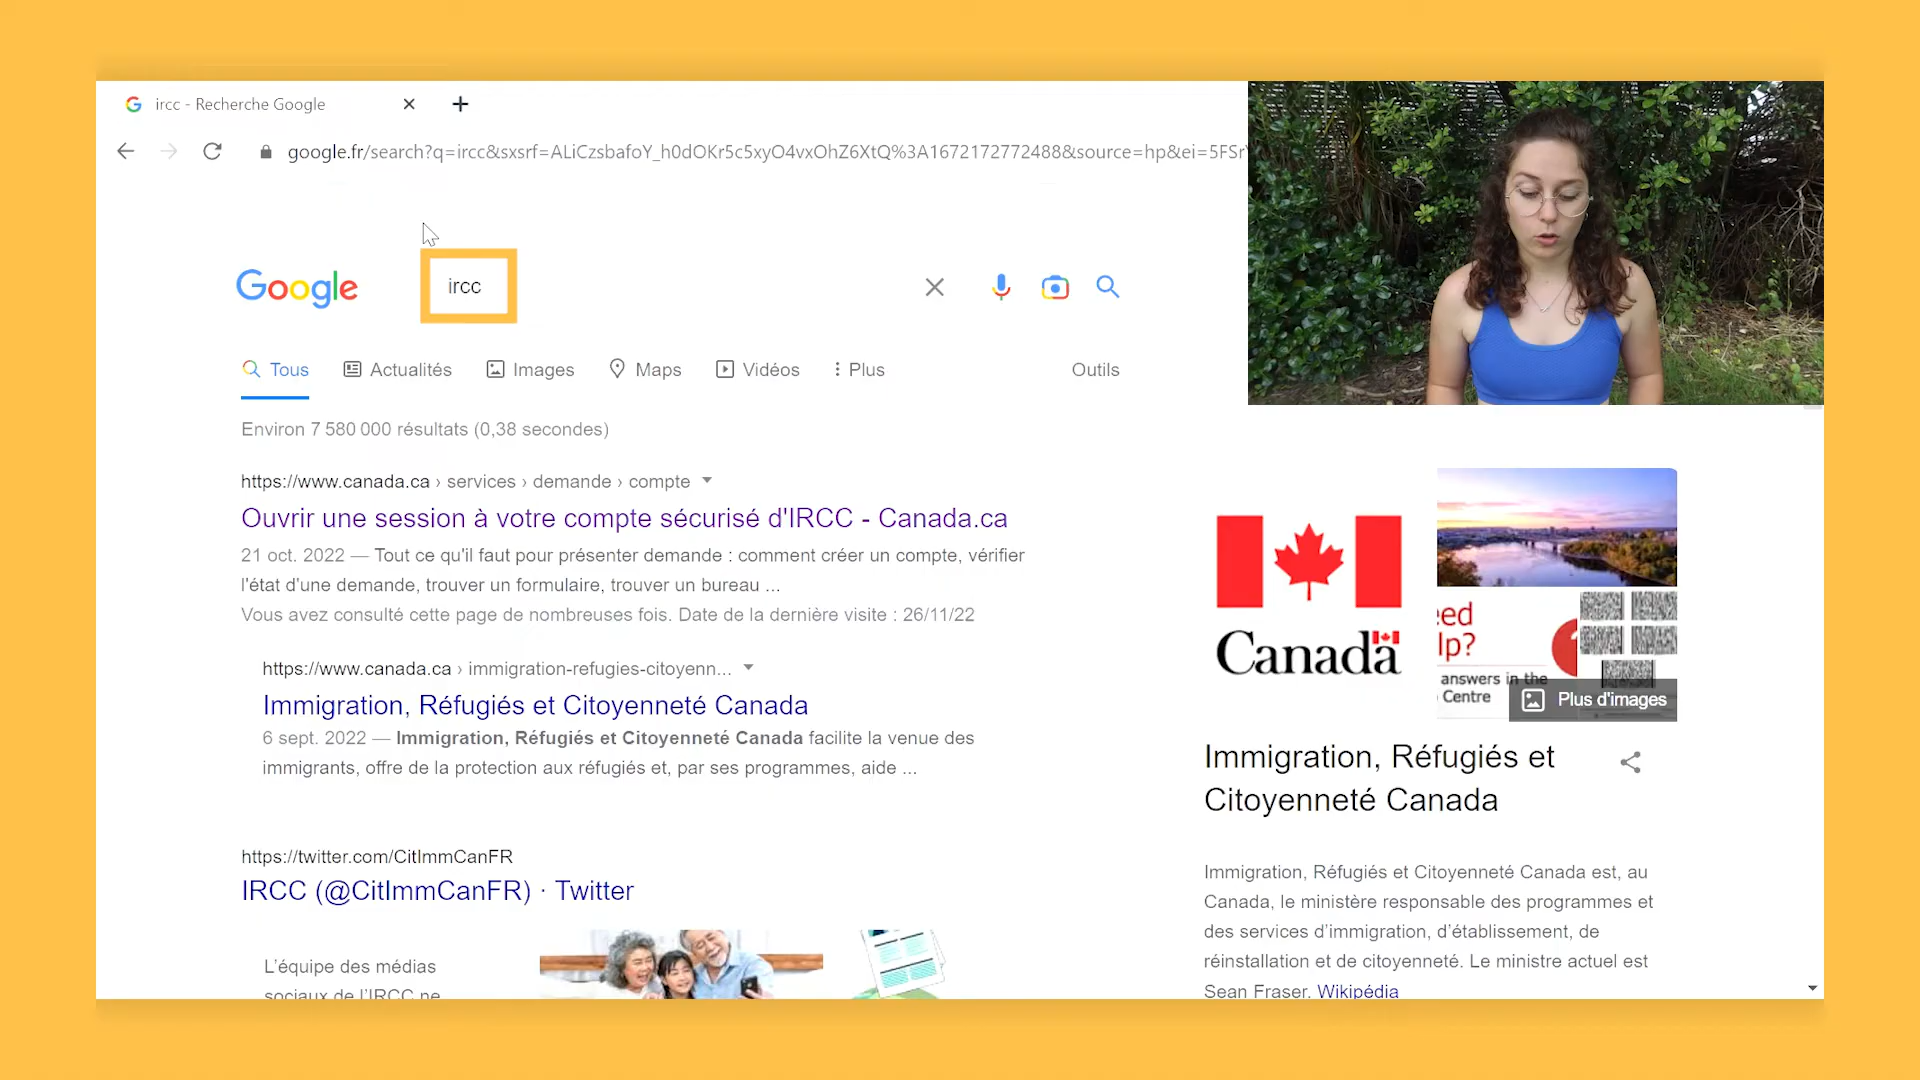 ircc - Recherche Google
google.fr/search?q=ircc&sxsrf=ALiCzsbafoY_h0dOKr5c5xyO4vxOhZ6XtQ%3A1672172772488&source=hp&ei=5FSr
Google
ircc
Tous
Actualités
Images
Maps
Vidéos
Plus
Outils
Environ 7 580 000 résultats (0,38 secondes)
https://www.canada.ca › services › demande › compte
Ouvrir une session à votre compte sécurisé d'IRCC - Canada.ca
21 oct. 2022 — Tout ce qu'il faut pour présenter demande : comment créer un compte, vérifier
l'état d'une demande, trouver un formulaire, trouver un bureau ...
Vous avez consulté cette page de nombreuses fois. Date de la dernière visite : 26/11/22
https://www.canada.ca › immigration-refugies-citoyenn...
Immigration, Réfugiés et Citoyenneté Canada
6 sept. 2022 — Immigration, Réfugiés et Citoyenneté Canada facilite la venue des
immigrants, offre de la protection aux réfugiés et, par ses programmes, aide ...
https://twitter.com/CitImmCanFR
IRCC (@CitImmCanFR) · Twitter
L'équipe des médias
sociaux de l'IRCC ne
Canada
eed
lp?
answers in the
Centre
Plus d'images
Immigration, Réfugiés et
Citoyenneté Canada
Immigration, Réfugiés et Citoyenneté Canada est, au
Canada, le ministère responsable des programmes et
des services d'immigration, d'établissement, de
réinstallation et de citoyenneté. Le ministre actuel est
Sean Fraser. Wikipédia